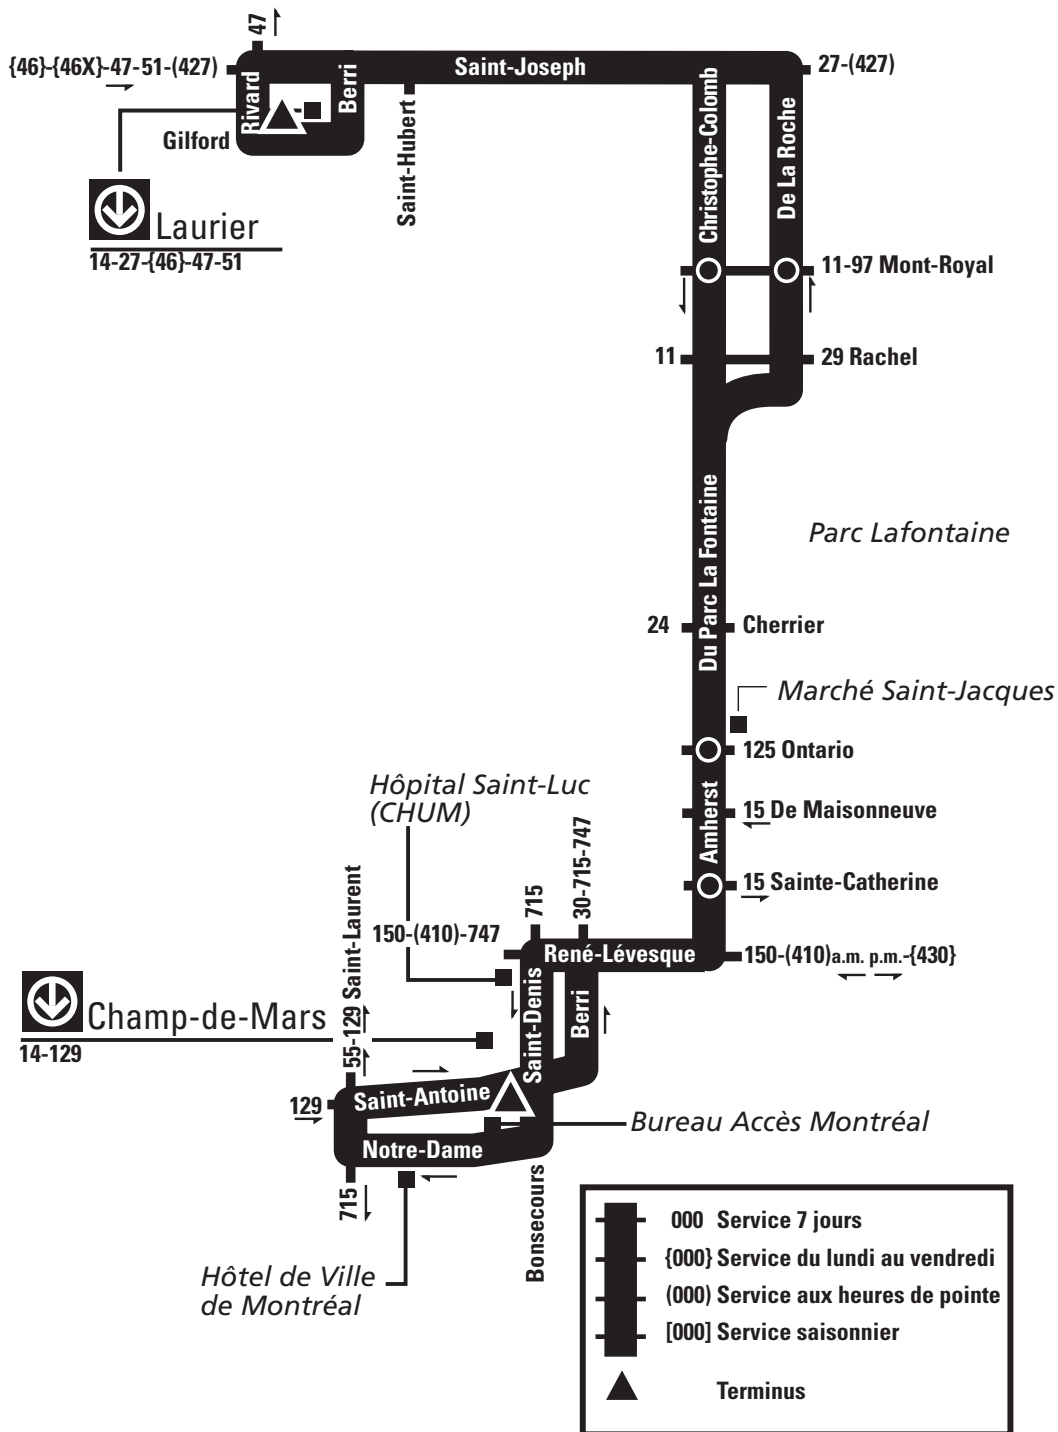 47
{46}-{46X}-47-51-(427)
Saint-Joseph
27-(427)
Rivard
Berri
Gilford
Saint-Hubert
Christophe-Colomb
De La Roche
Laurier
14-27-{46}-47-51
11-97 Mont-Royal
11
29 Rachel
Du Parc La Fontaine
Parc Lafontaine
24
Cherrier
Marché Saint-Jacques
125 Ontario
Hôpital Saint-Luc
(CHUM)
Amherst
15 De Maisonneuve
15 Sainte-Catherine
55-129 Saint-Laurent
715
30-715-747
150-(410)-747
René-Lévesque
150-(410)a.m. p.m.-{430}
Saint-Denis
Berri
Champ-de-Mars
14-129
129
Saint-Antoine
Bureau Accès Montréal
Notre-Dame
715
Bonsecours
Hôtel de Ville
de Montréal
000 Service 7 jours
{000} Service du lundi au vendredi
(000) Service aux heures de pointe
[000] Service saisonnier
Terminus